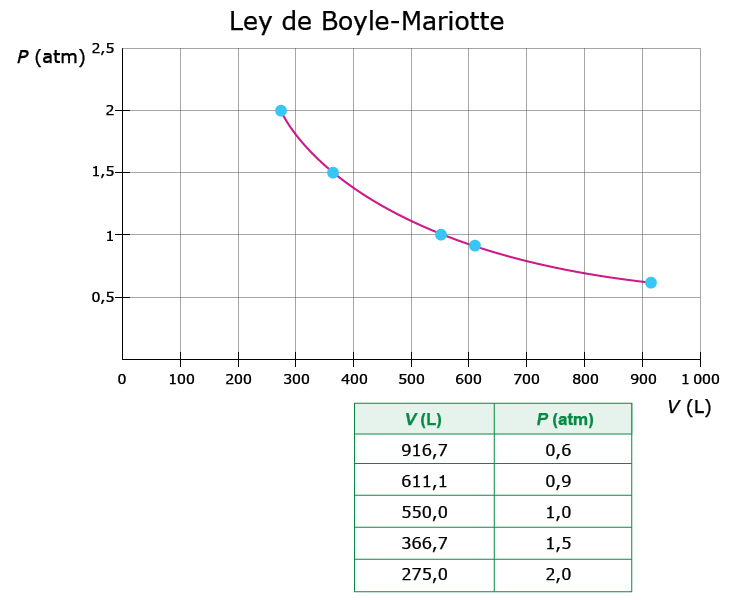 Ley de Boyle-Mariotte
P (atm)
2,5
2
1,5
1
0,5
0 100 200 300 400 500 600 700 800 900 1 000
V (L)
V (L) P (atm)
916,7 0,6
611,1 0,9
550,0 1,0
366,7 1,5
275,0 2,0